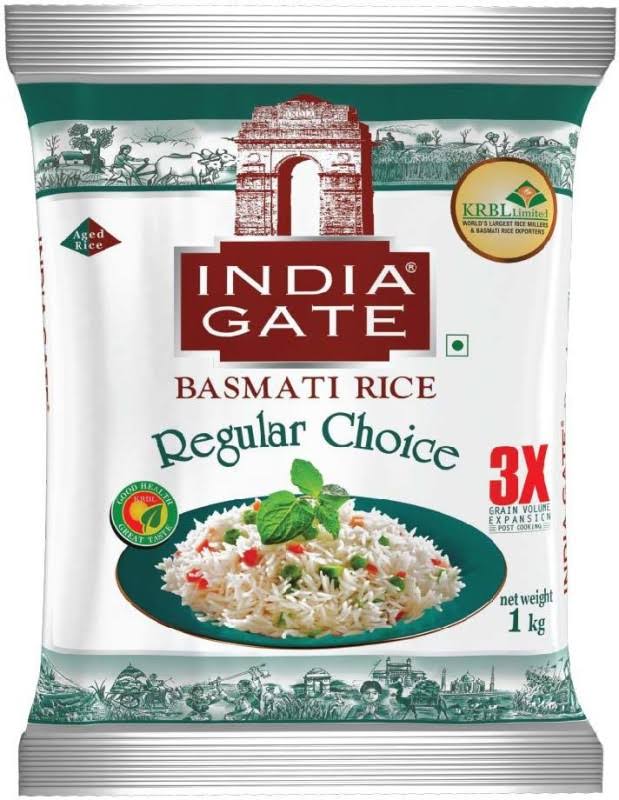 Aged
Rice
KRBL Limited
WORLD'S LARGEST RICE MILLERS
& BASMATI RICE EXPORTERS
INDIA®
GATE
BASMATI RICE
Regular Choice
GOOD HEALTH
KRBL
GREAT TASTE
3X
GRAIN VOLUME
EXPANSION
POST COOKING
INDIA GATE®
net weight
1 kg